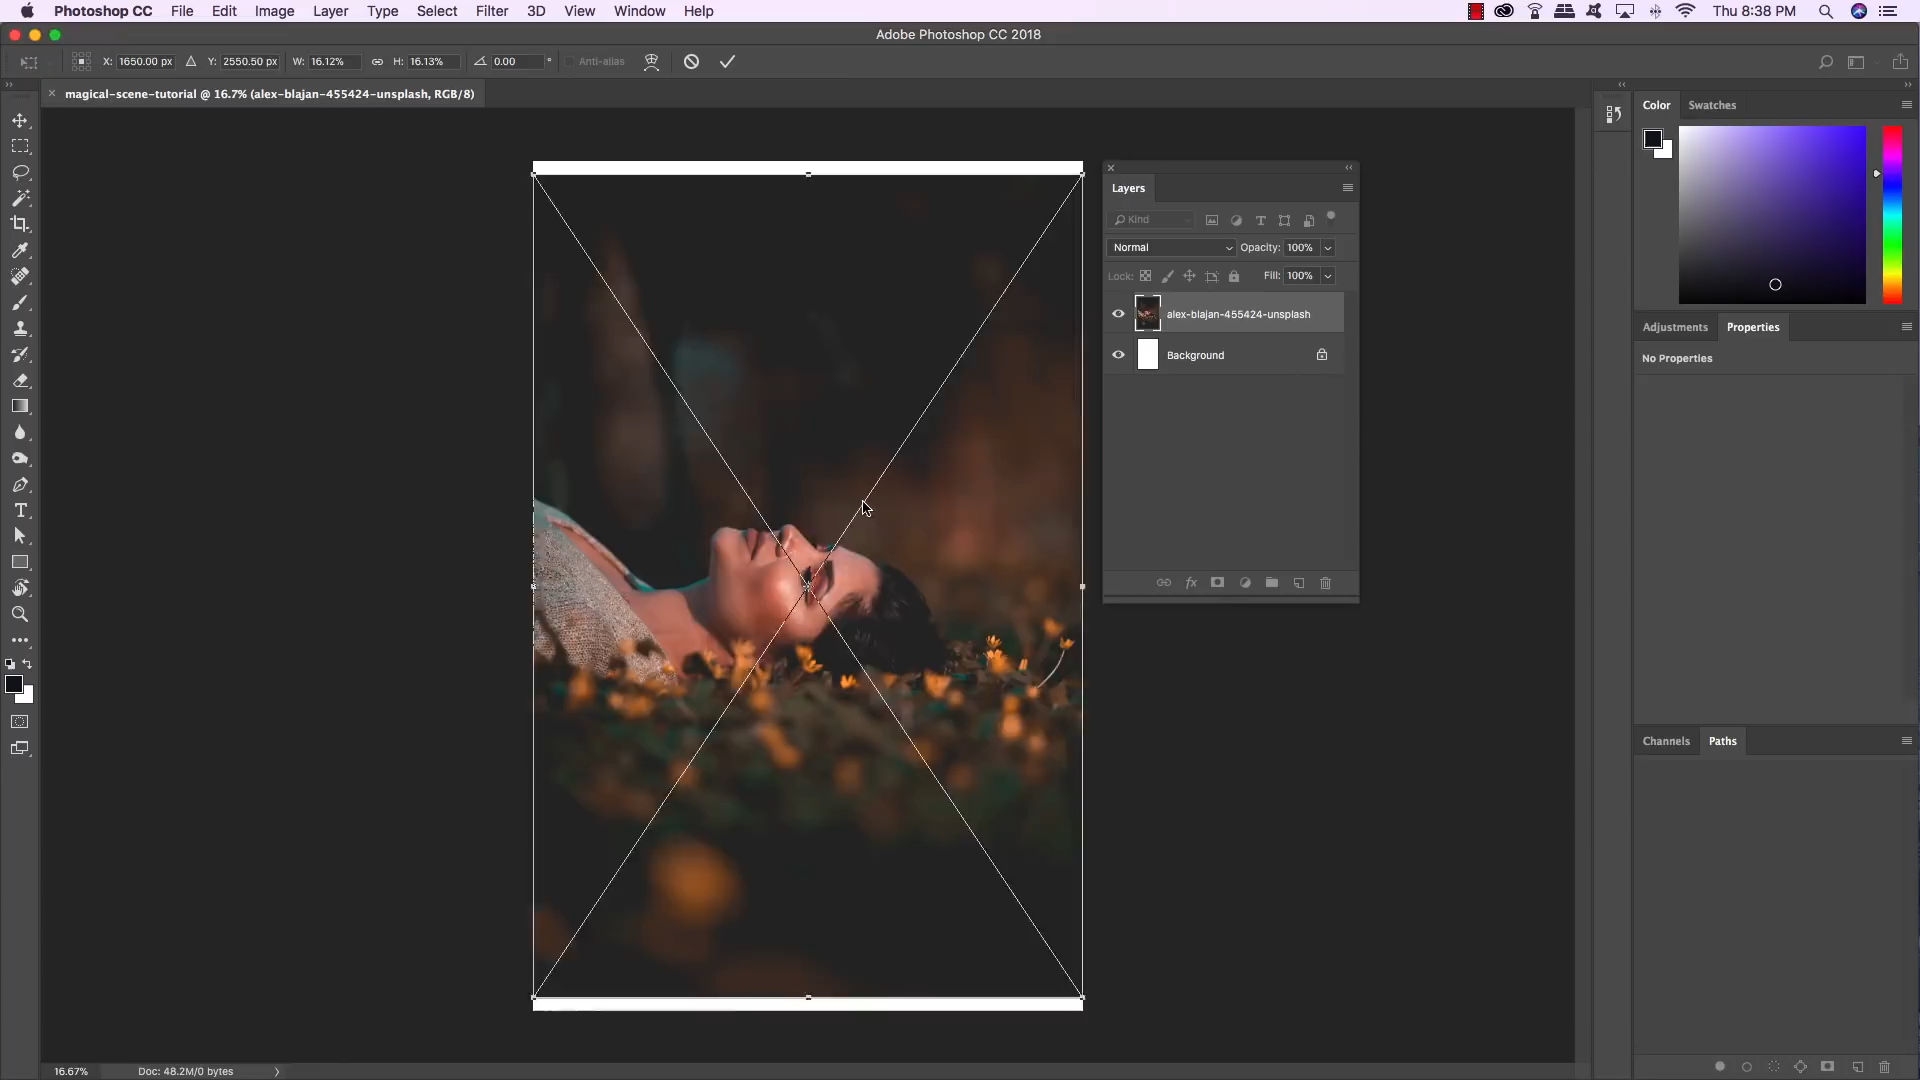 Photoshop CC File Edit Image Layer Type Select Filter 3D View Window Help Thu 8:38 PM
Adobe Photoshop CC 2018
X: 1650.00 px Y: 2550.50 px W: 16.12% H: 16.13% 0.00 ° Anti-alias
magical-scene-tutorial @ 16.7% (alex-blajan-455424-unsplash, RGB/8)
Color Swatches
Layers
Kind
Normal Opacity: 100%
Lock: Fill: 100%
alex-blajan-455424-unsplash
Background
Adjustments Properties
No Properties
Channels Paths
16.67% Doc: 48.2M/0 bytes